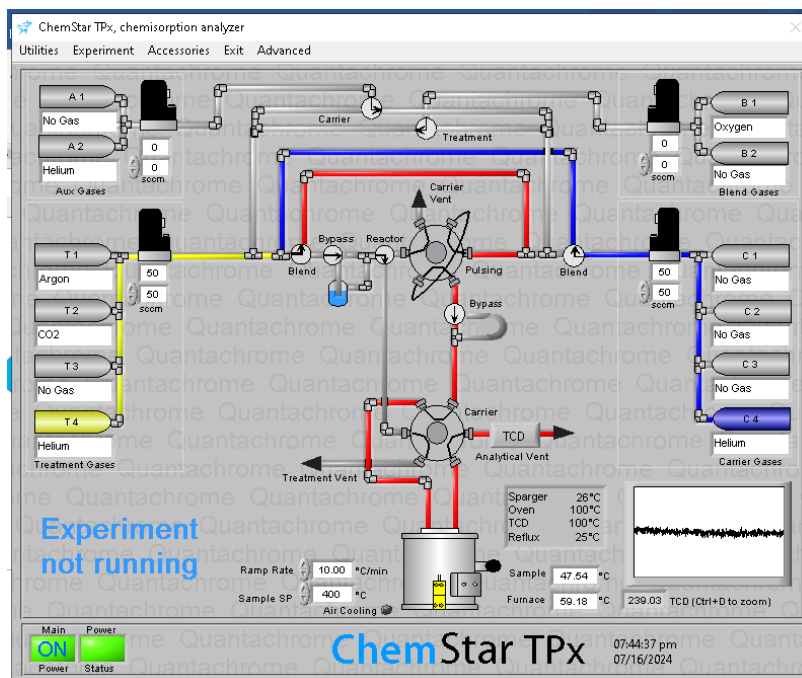 ChemStar TPx, chemisorption analyzer
Utilities Experiment Accessories Exit Advanced
A 1
No Gas
A 2
Helium
Aux Gases
0
0
sccm
Carrier
Treatment
0
0
sccm
B 1
Oxygen
B 2
No Gas
Blend Gases
T 1
Argon
T 2
CO2
T 3
No Gas
T 4
Helium
Treatment Gases
50
50
sccm
Blend
Bypass
Reactor
Carrier Vent
Pulsing
Blend
Bypass
50
50
sccm
C 1
No Gas
C 2
No Gas
C 3
No Gas
C 4
Helium
Carrier Gases
Carrier
TCD
Analytical Vent
Treatment Vent
Experiment
not running
Sparger 26°C
Oven 100°C
TCD 100°C
Reflux 25°C
Ramp Rate 10.00 °C/min
Sample SP 400 °C
Air Cooling
Sample 47.54 °C
Furnace 59.18 °C
239.03 TCD (Ctrl+D to zoom)
Main Power
ON
Power Status
ChemStar TPx
07:44:37 pm
07/16/2024
Quantachrome